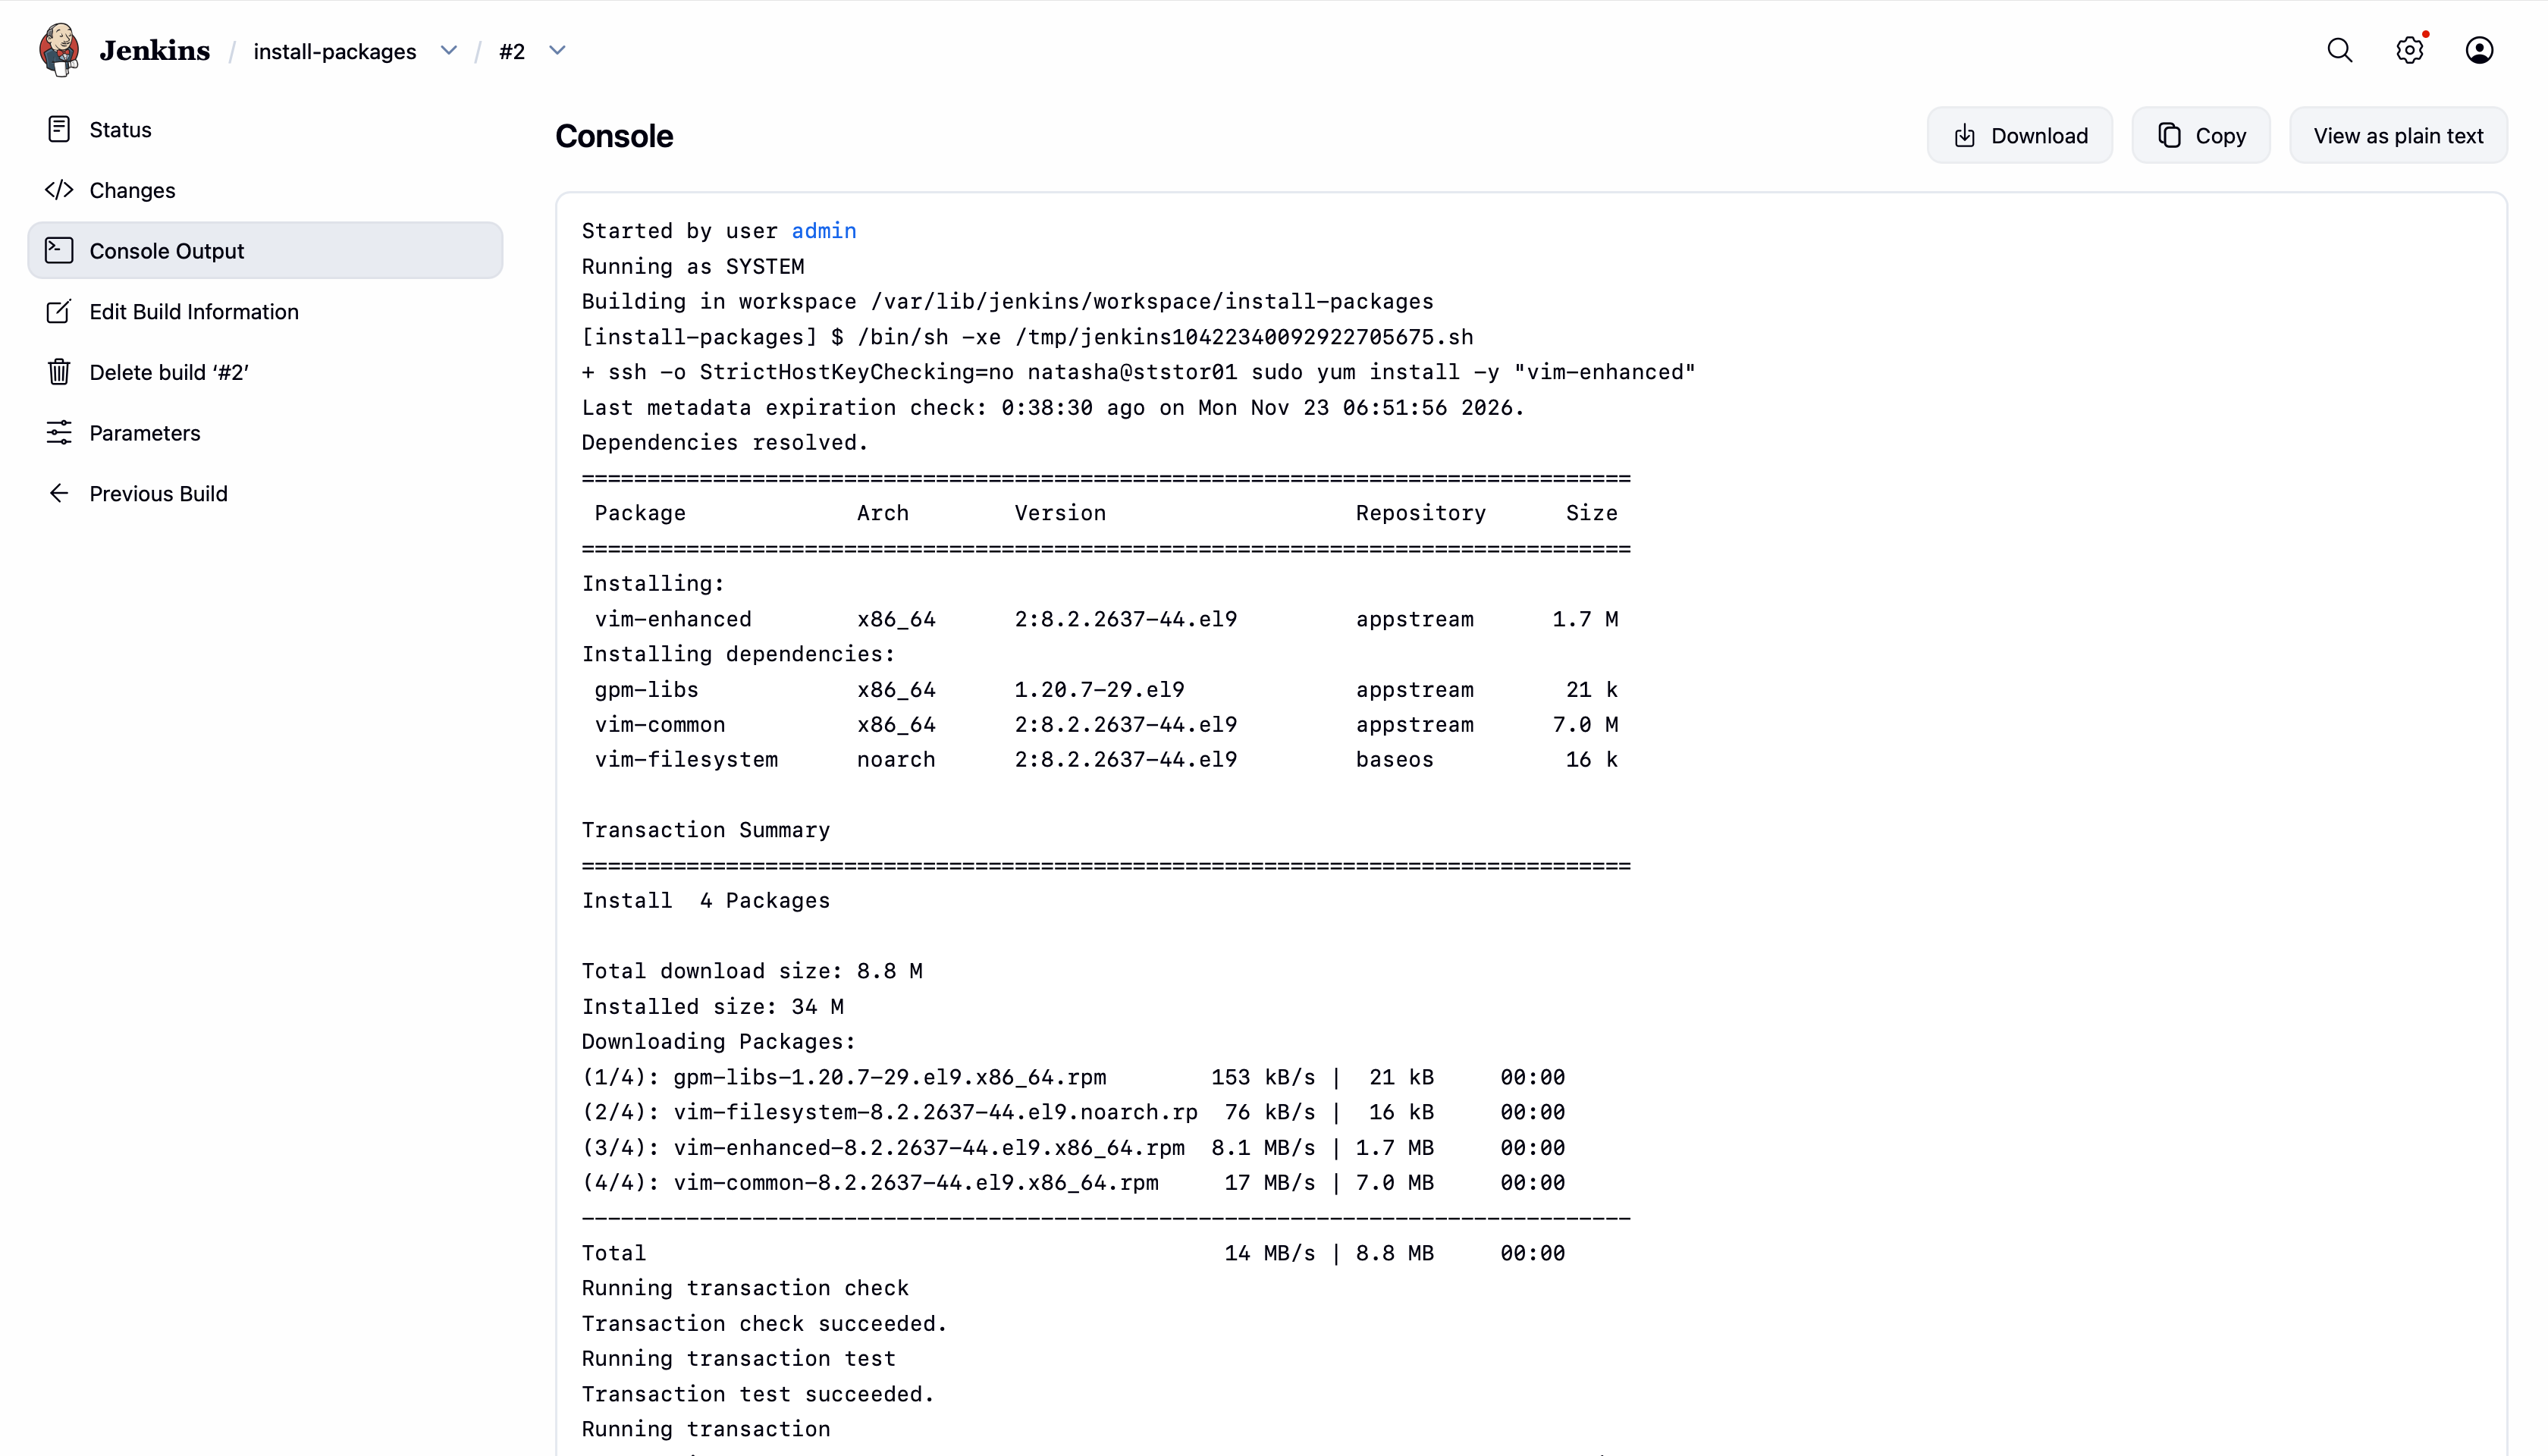 Jenkins / install-packages / #2
Status
Changes
Console Output
Edit Build Information
Delete build ‘#2’
Parameters
Previous Build
Console
Download
Copy
View as plain text
Started by user admin
Running as SYSTEM
Building in workspace /var/lib/jenkins/workspace/install-packages
[install-packages] $ /bin/sh -xe /tmp/jenkins10422340092922705675.sh
+ ssh -o StrictHostKeyChecking=no natasha@ststor01 sudo yum install -y "vim-enhanced"
Last metadata expiration check: 0:38:30 ago on Mon Nov 23 06:51:56 2026.
Dependencies resolved.
================================================================================
 Package             Arch        Version                   Repository      Size
================================================================================
Installing:
 vim-enhanced        x86_64      2:8.2.2637-44.el9         appstream      1.7 M
Installing dependencies:
 gpm-libs            x86_64      1.20.7-29.el9             appstream       21 k
 vim-common          x86_64      2:8.2.2637-44.el9         appstream      7.0 M
 vim-filesystem      noarch      2:8.2.2637-44.el9         baseos          16 k
Transaction Summary
================================================================================
Install  4 Packages
Total download size: 8.8 M
Installed size: 34 M
Downloading Packages:
(1/4): gpm-libs-1.20.7-29.el9.x86_64.rpm        153 kB/s |  21 kB     00:00
(2/4): vim-filesystem-8.2.2637-44.el9.noarch.rp  76 kB/s |  16 kB     00:00
(3/4): vim-enhanced-8.2.2637-44.el9.x86_64.rpm  8.1 MB/s | 1.7 MB     00:00
(4/4): vim-common-8.2.2637-44.el9.x86_64.rpm     17 MB/s | 7.0 MB     00:00
--------------------------------------------------------------------------------
Total                                            14 MB/s | 8.8 MB     00:00
Running transaction check
Transaction check succeeded.
Running transaction test
Transaction test succeeded.
Running transaction